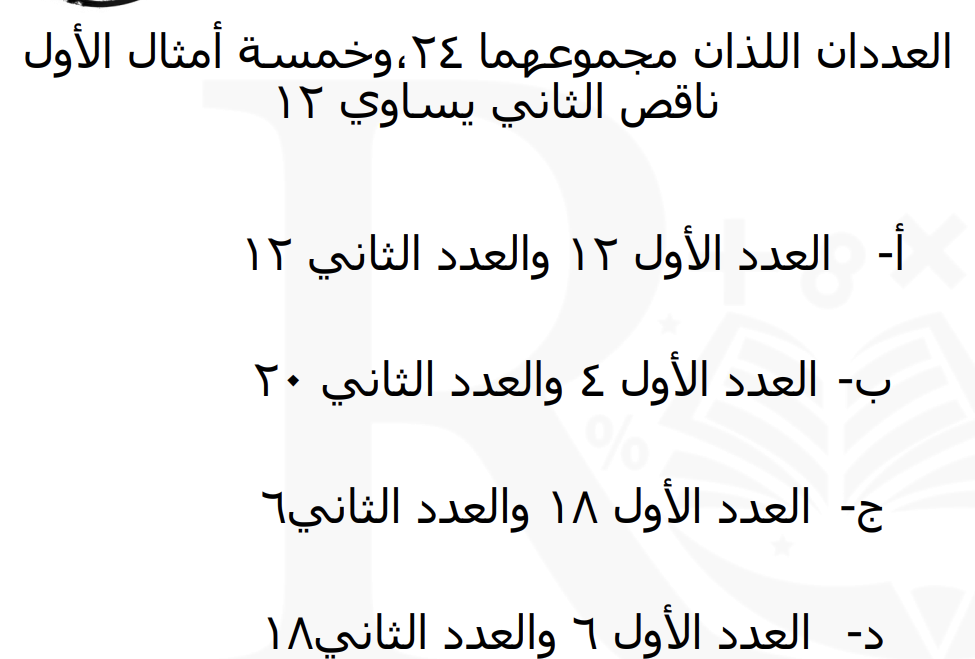 العددان اللذان مجموعهما ٢٤،وخمسة أمثال الأول
ناقص الثاني يساوي ١٢
أ- العدد الأول ١٢ والعدد الثاني ١٢
ب- العدد الأول ٤ والعدد الثاني ٢٠
ج- العدد الأول ١٨ والعدد الثاني٦
د- العدد الأول ٦ والعدد الثاني١٨